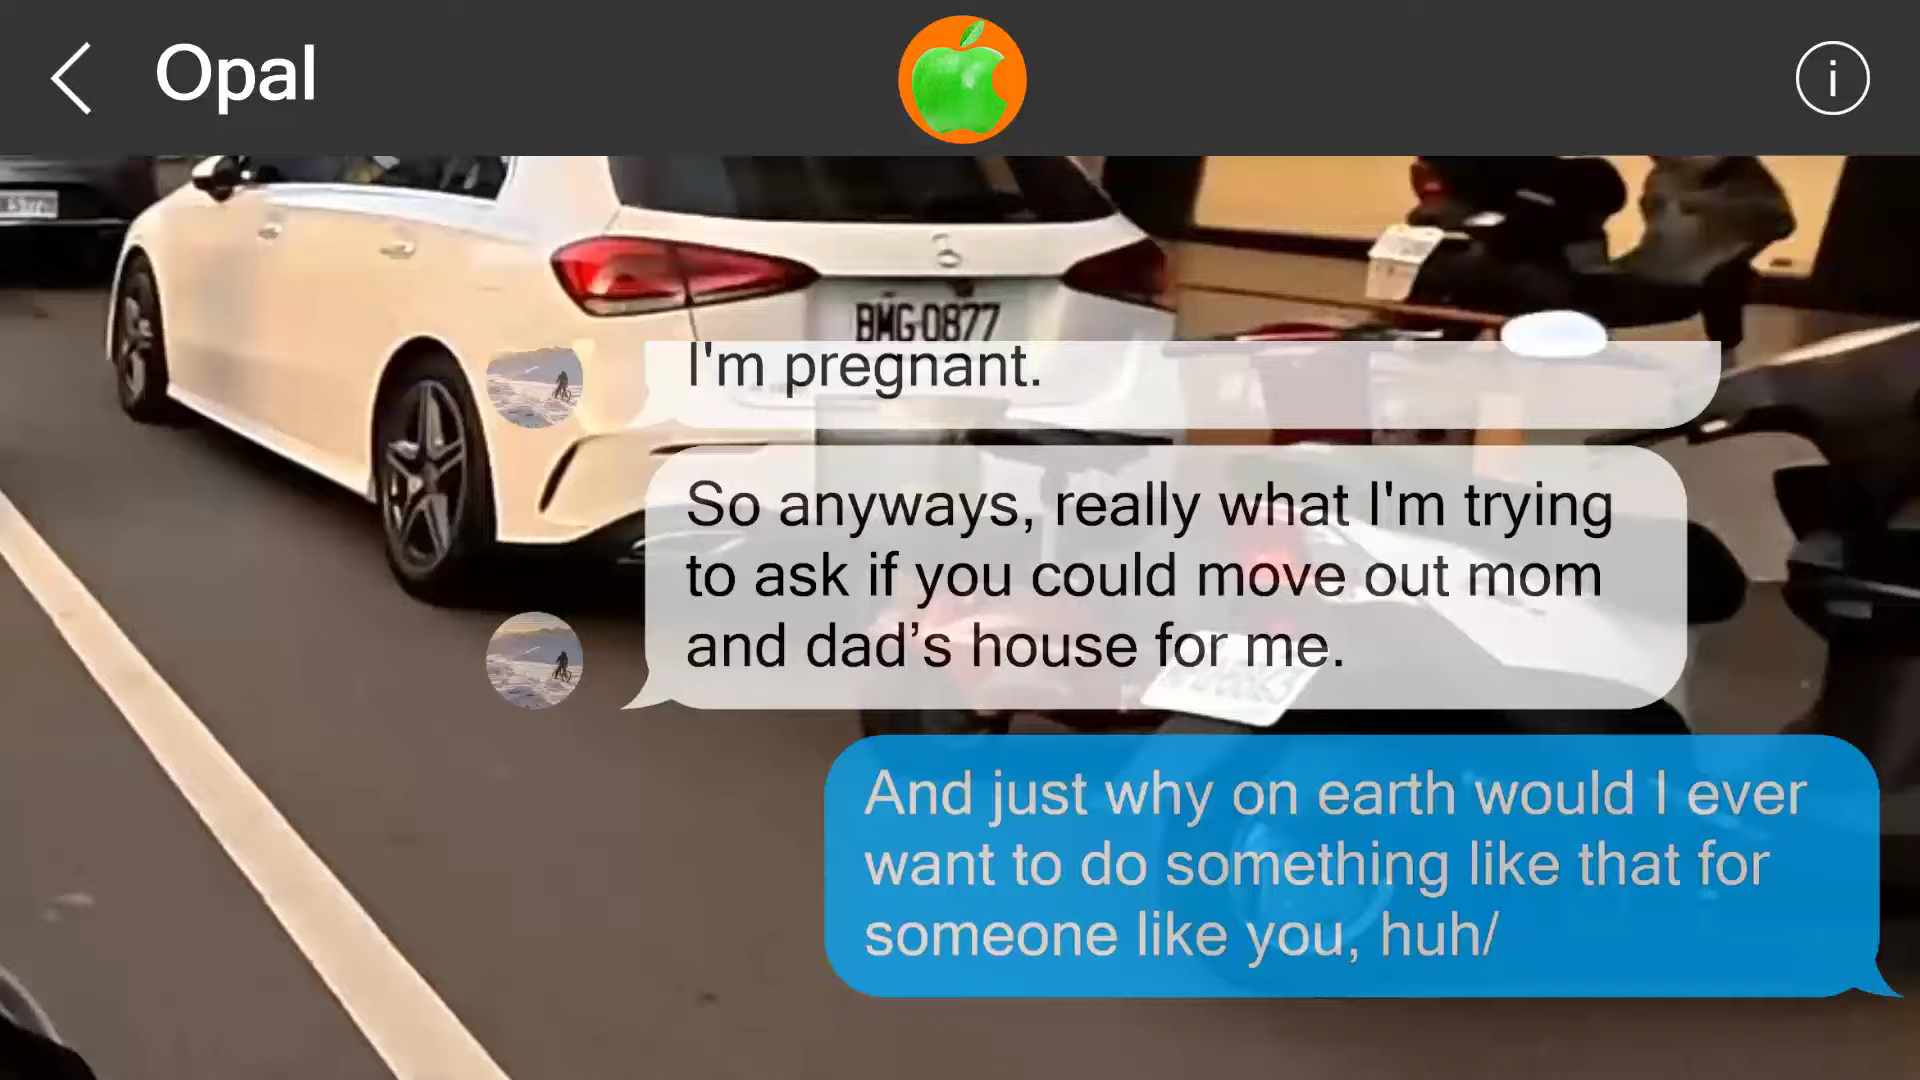 Opal
i
BMG-0877
I'm pregnant.
So anyways, really what I'm trying
to ask if you could move out mom
and dad’s house for me.
And just why on earth would I ever
want to do something like that for
someone like you, huh/